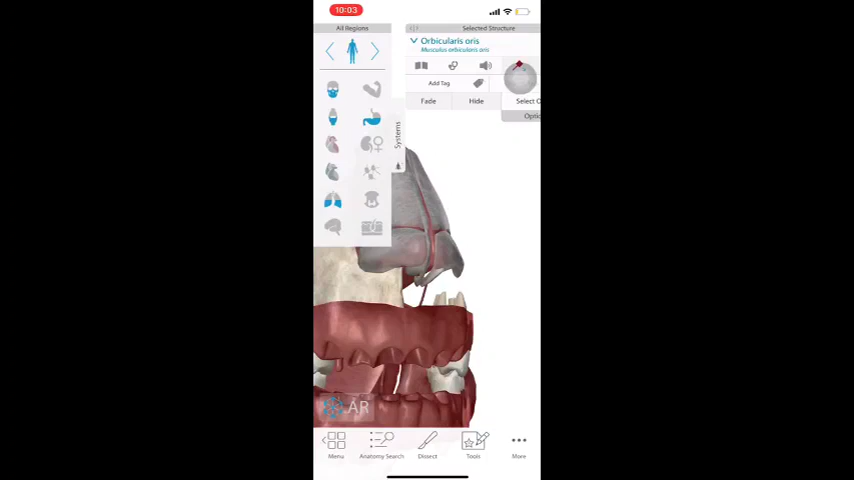 10:03
All Regions
Selected Structure
Orbicularis oris
Musculus orbicularis oris
Add Tag
Fade
Hide
Select O
Optic
Systems
AR
Menu
Anatomy Search
Dissect
Tools
More